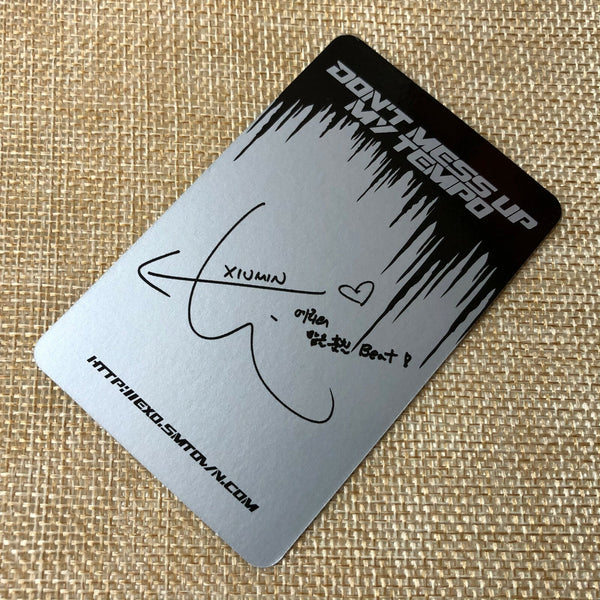 DON'T MESS UP
MY TEMPO
XIUMIN
Beat !
HTTP://EXO.SMTOWN.COM